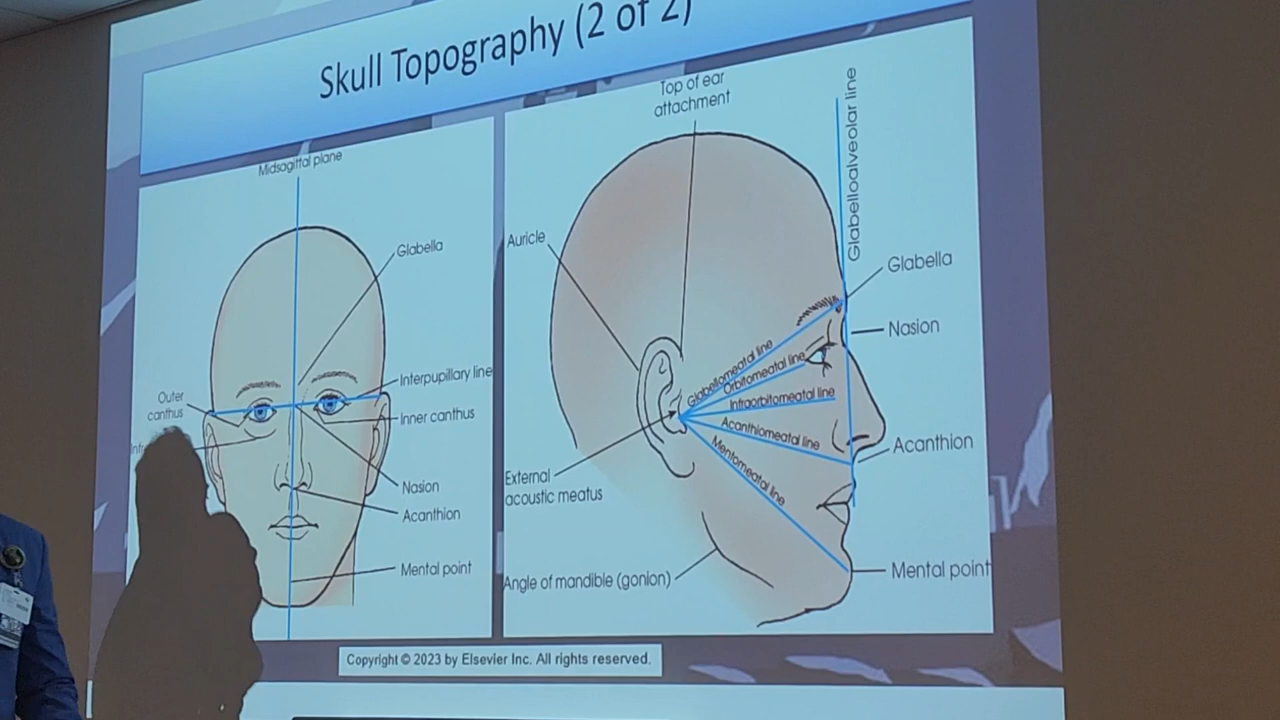 Skull Topography (2 of 2)
Midsagittal plane
Glabella
Interpupillary line
Outer
canthus
Inner canthus
Nasion
Acanthion
Mental point
Top of ear
attachment
Glabelloalveolar line
Auricle
Glabella
Nasion
Glabellomeatal line
Orbitomeatal line
Infraorbitomeatal line
Acanthiomeatal line
Mentomeatal line
Acanthion
External
acoustic meatus
Angle of mandible (gonion)
Mental point
Copyright © 2023 by Elsevier Inc. All rights reserved.